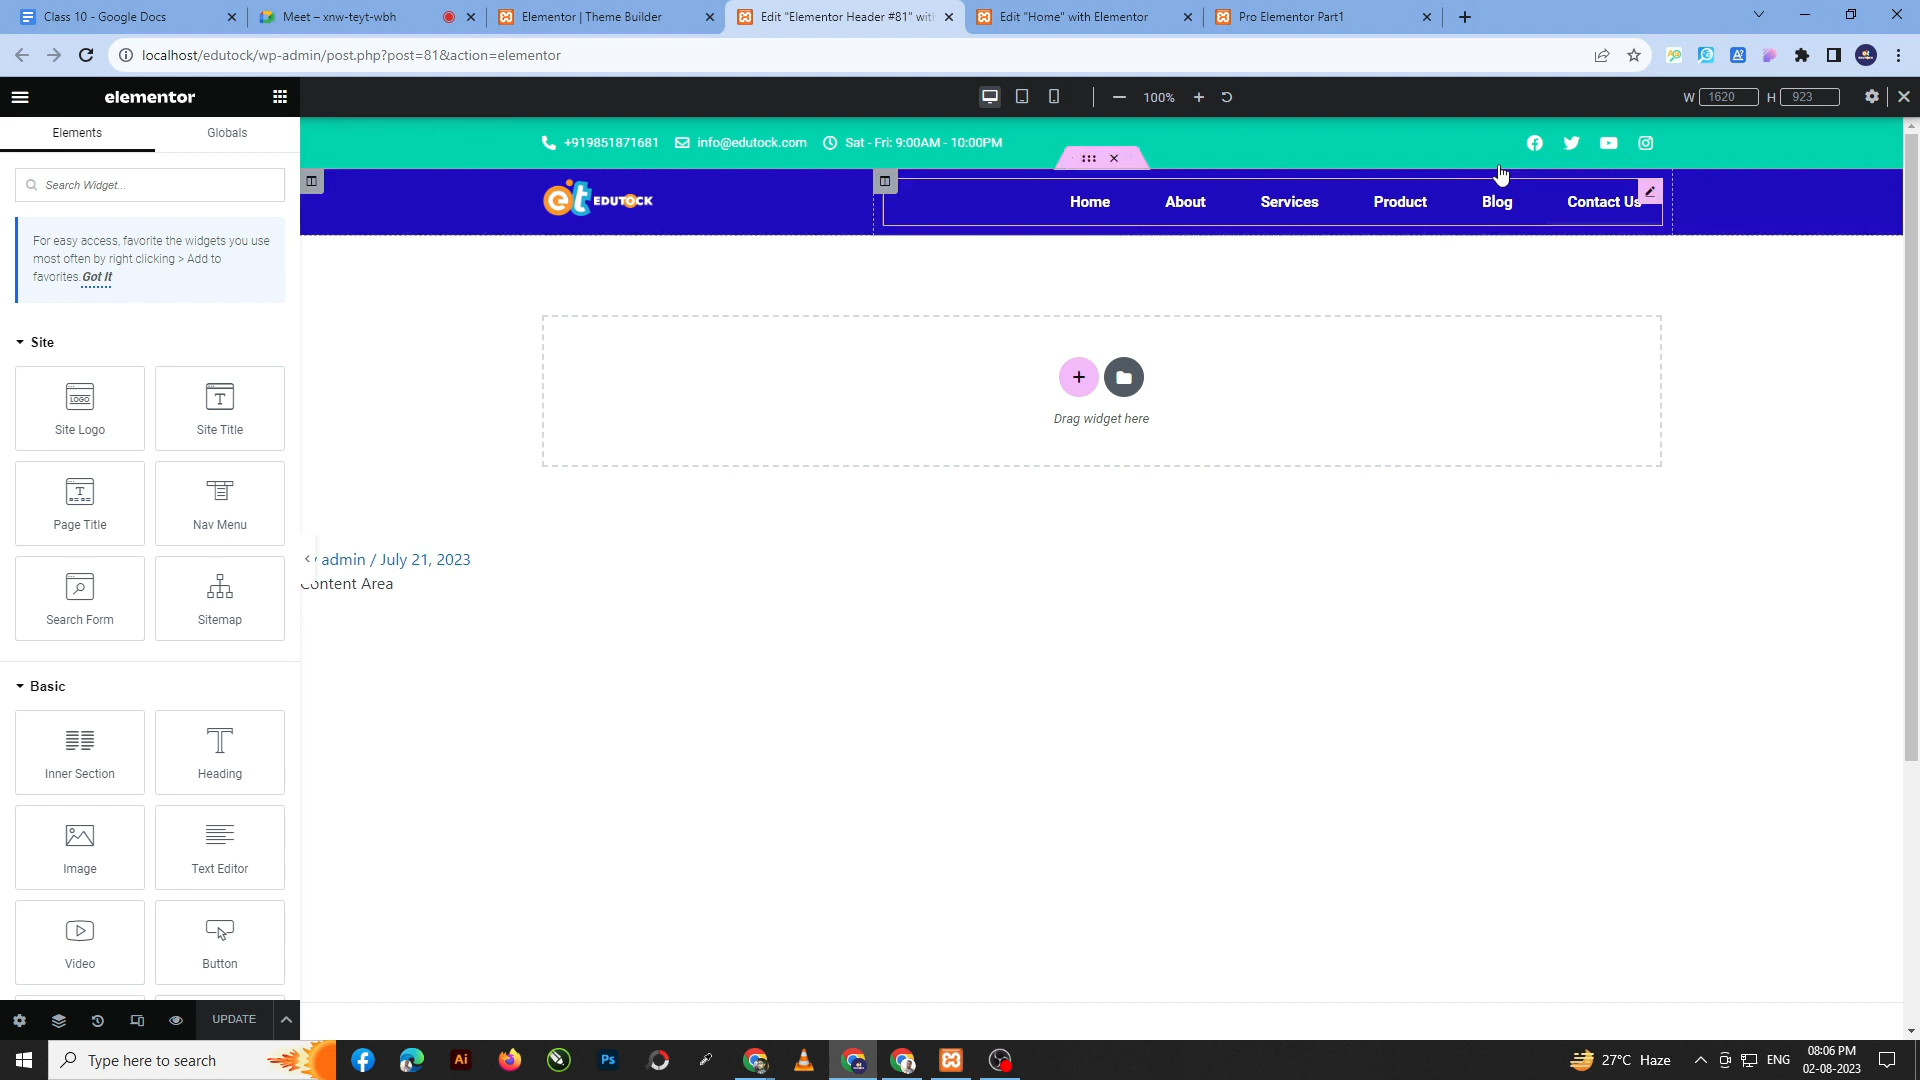 Class 10 - Google Docs
Meet – xnw-teyt-wbh
Elementor | Theme Builder
Edit "Elementor Header #81" wit
Edit "Home" with Elementor
Pro Elementor Part1
localhost/edutock/wp-admin/post.php?post=81&action=elementor
elementor
100%
W 1620 H 923
Elements
Globals
+919851871681
info@edutock.com
Sat - Fri: 9:00AM - 10:00PM
Search Widget...
et EDUTOCK
Home
About
Services
Product
Blog
Contact Us
For easy access, favorite the widgets you use
most often by right clicking > Add to
favorites. Got It
Site
LOGO
Site Logo
Site Title
Drag widget here
Page Title
Nav Menu
admin / July 21, 2023
Content Area
Search Form
Sitemap
Basic
Inner Section
Heading
Image
Text Editor
Video
Button
UPDATE
Type here to search
Ai
Ps
27°C Haze
ENG
08:06 PM
02-08-2023